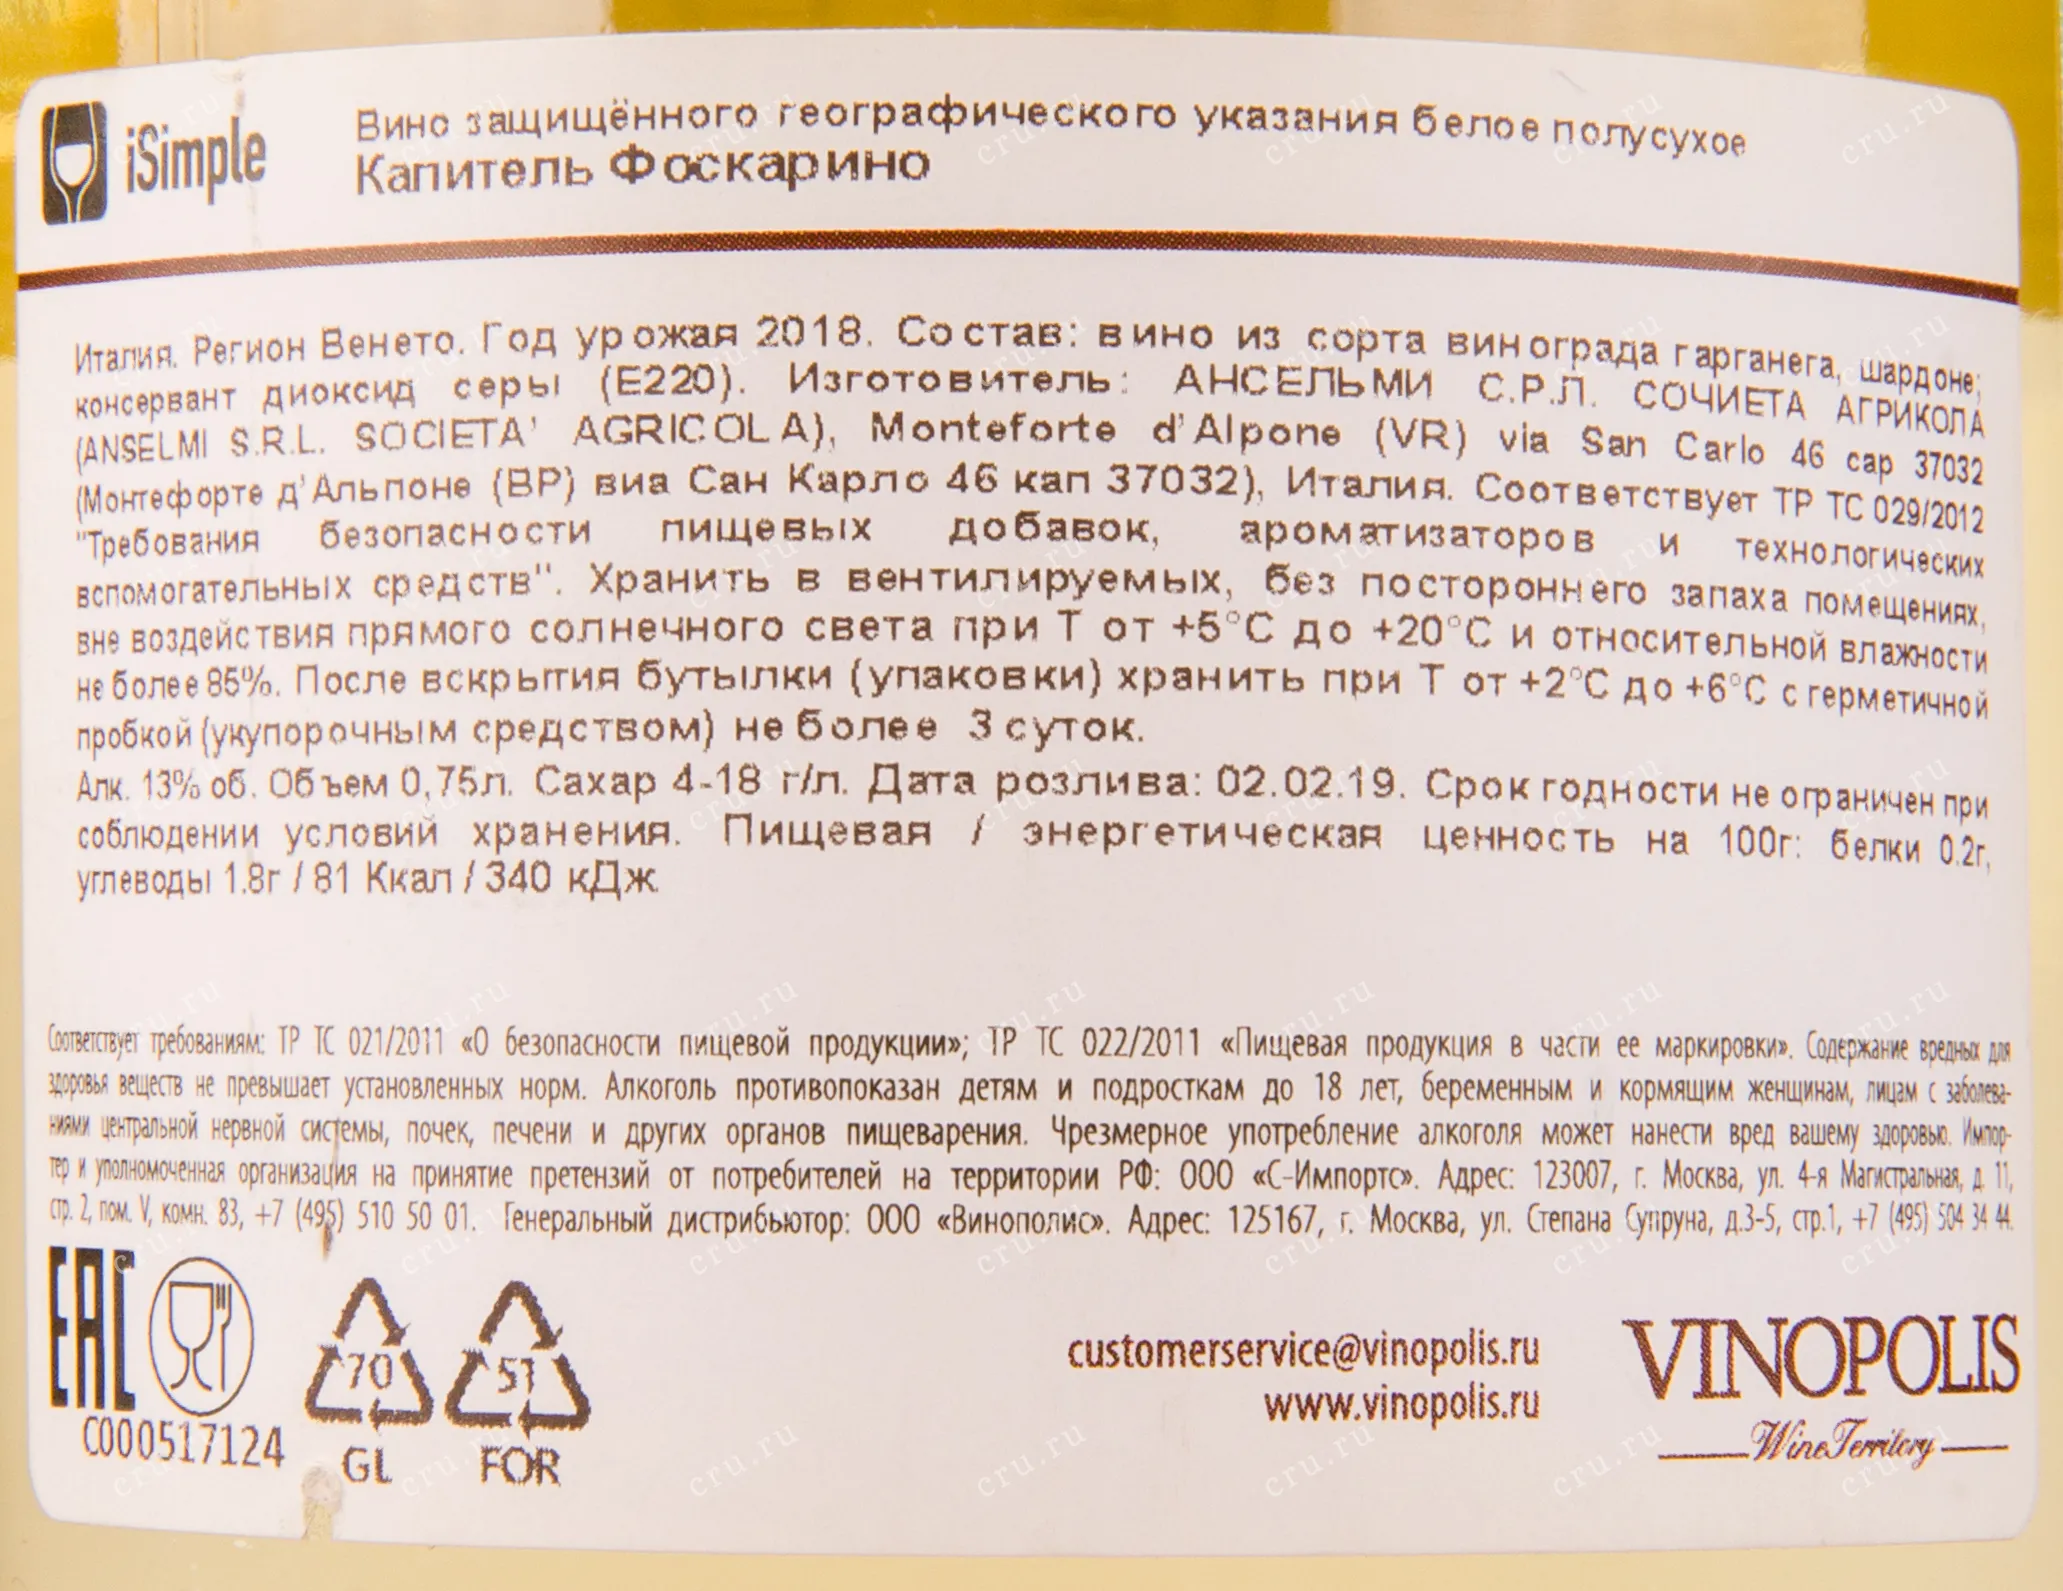 iSimple
Вино защищённого географического указания белое полусухое
Капитель Фоскарино
Италия. Регион Венето. Год урожая 2018. Состав: вино из сорта винограда гарганега, шардоне;
консервант диоксид серы (Е220). Изготовитель: АНСЕЛЬМИ С.Р.Л. СОЧИЕТА АГРИКОЛА
(ANSELMI S.R.L. SOCIETA' AGRICOLA), Monteforte d'Alpone (VR) via San Carlo 46 cap 37032
(Монтефорте д'Альпоне (ВР) виа Сан Карло 46 кап 37032), Италия. Соответствует ТР ТС 029/2012
"Требования безопасности пищевых добавок, ароматизаторов и технологических
вспомогательных средств". Хранить в вентилируемых, без постороннего запаха помещениях,
вне воздействия прямого солнечного света при Т от +5°С до +20°С и относительной влажности
не более 85%. После вскрытия бутылки (упаковки) хранить при Т от +2°С до +6°С с герметичной
пробкой (укупорочным средством) не более 3 суток.
Алк. 13% об. Объем 0,75л. Сахар 4-18 г/л. Дата розлива: 02.02.19. Срок годности не ограничен при
соблюдении условий хранения. Пищевая / энергетическая ценность на 100г: белки 0.2г,
углеводы 1.8г / 81 Ккал / 340 кДж
Соответствует требованиям: ТР ТС 021/2011 «О безопасности пищевой продукции»; ТР ТС 022/2011 «Пищевая продукция в части ее маркировки». Содержание вредных для
здоровья веществ не превышает установленных норм. Алкоголь противопоказан детям и подросткам до 18 лет, беременным и кормящим женщинам, лицам с заболева-
ниями центральной нервной системы, почек, печени и других органов пищеварения. Чрезмерное употребление алкоголя может нанести вред вашему здоровью. Импор-
тер и уполномоченная организация на принятие претензий от потребителей на территории РФ: ООО «С-Импортс». Адрес: 123007, г. Москва, ул. 4-я Магистральная, д. 11,
стр. 2, пом. V, комн. 83, +7 (495) 510 50 01. Генеральный дистрибьютор: ООО «Винополис». Адрес: 125167, г. Москва, ул. Степана Супруна, д.3-5, стр.1, +7 (495) 504 34 44.
EAC
C000517124
70
GL
51
FOR
customerservice@vinopolis.ru
www.vinopolis.ru
VINOPOLIS
Wine Territory
cru.ru